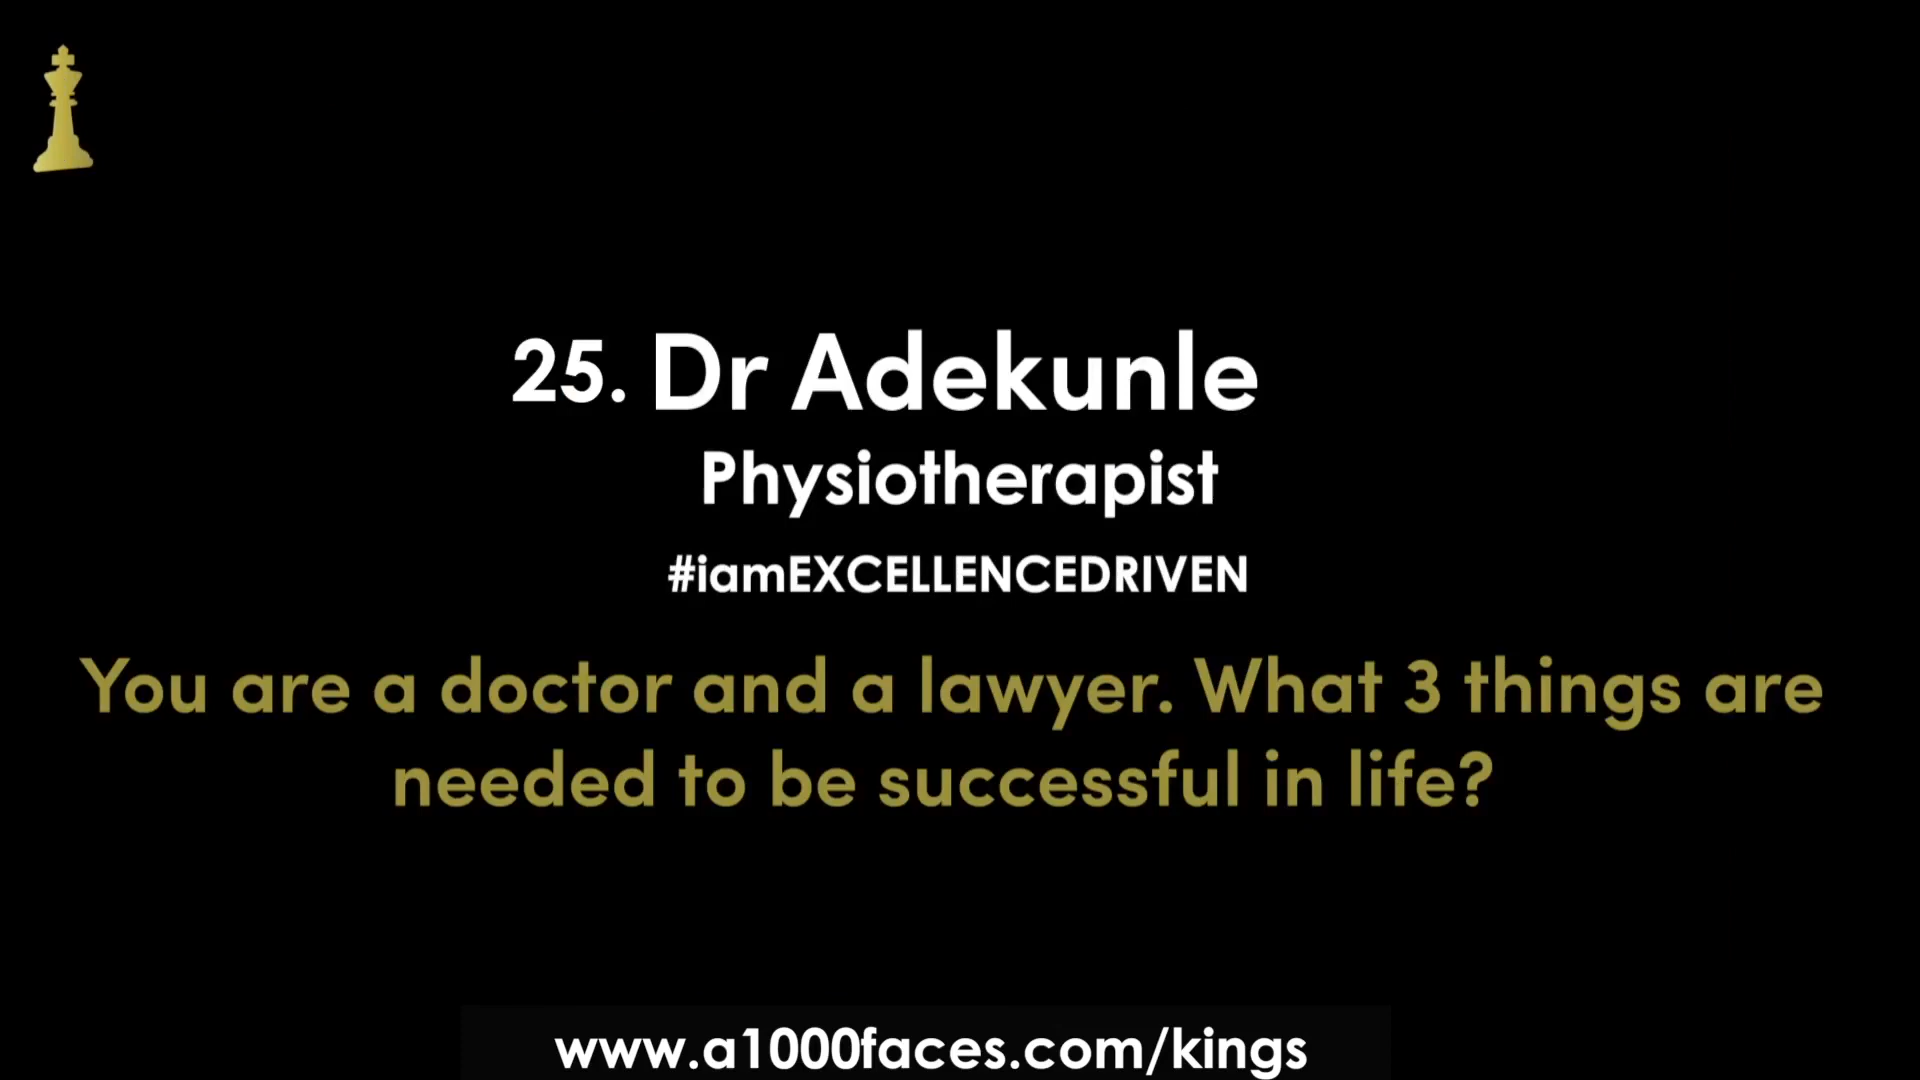 25. Dr Adekunle
Physiotherapist
#iamEXCELLENCEDRIVEN
You are a doctor and a lawyer. What 3 things are
needed to be successful in life?
www.a1000faces.com/kings